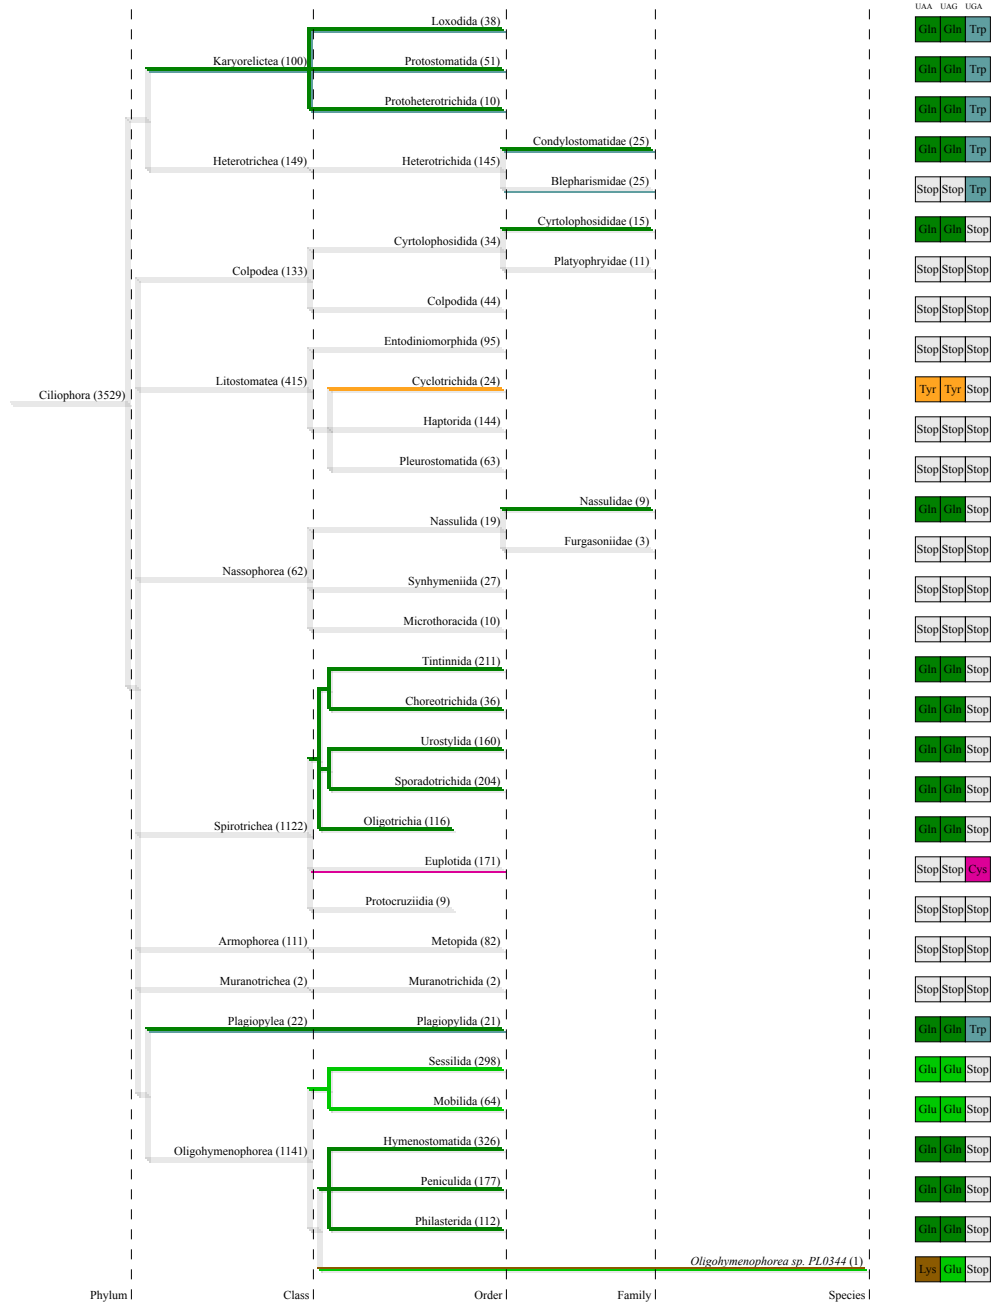 UAA UAG UGA
Loxodida (38) Gln Gln Trp
Karyorelictea (100) Protostomatida (51) Gln Gln Trp
Protoheterotrichida (10) Gln Gln Trp
Condylostomatidae (25) Gln Gln Trp
Heterotrichea (149) Heterotrichida (145)
Blepharismidae (25) Stop Stop Trp
Cyrtolophosididae (15) Gln Gln Stop
Cyrtolophosidida (34)
Platyophryidae (11) Stop Stop Stop
Colpodea (133)
Colpodida (44) Stop Stop Stop
Entodiniomorphida (95) Stop Stop Stop
Litostomatea (415) Cyclotrichida (24) Tyr Tyr Stop
Ciliophora (3529)
Haptorida (144) Stop Stop Stop
Pleurostomatida (63) Stop Stop Stop
Nassulidae (9) Gln Gln Stop
Nassulida (19)
Furgasoniidae (3) Stop Stop Stop
Nassophorea (62)
Synhymeniida (27) Stop Stop Stop
Microthoracida (10) Stop Stop Stop
Tintinnida (211) Gln Gln Stop
Choreotrichida (36) Gln Gln Stop
Urostylida (160) Gln Gln Stop
Sporadotrichida (204) Gln Gln Stop
Spirotrichea (1122) Oligotrichia (116) Gln Gln Stop
Euplotida (171) Stop Stop Cys
Protocruziidia (9) Stop Stop Stop
Armophorea (111) Metopida (82) Stop Stop Stop
Muranotrichea (2) Muranotrichida (2) Stop Stop Stop
Plagiopylea (22) Plagiopylida (21) Gln Gln Trp
Sessilida (298) Glu Glu Stop
Mobilida (64) Glu Glu Stop
Hymenostomatida (326) Gln Gln Stop
Oligohymenophorea (1141)
Peniculida (177) Gln Gln Stop
Philasterida (112) Gln Gln Stop
Oligohymenophorea sp. PL0344 (1) Lys Glu Stop
Phylum Class Order Family Species